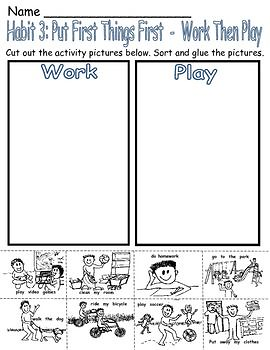 Name
Habit 3: Put First Things First - Work Then Play
Cut out the activity pictures below. Sort and glue the pictures.
Work
Play
play video games
clean my room
do homework
go to the park
walk the dog
ride my bicycle
play soccer
Put away my clothes